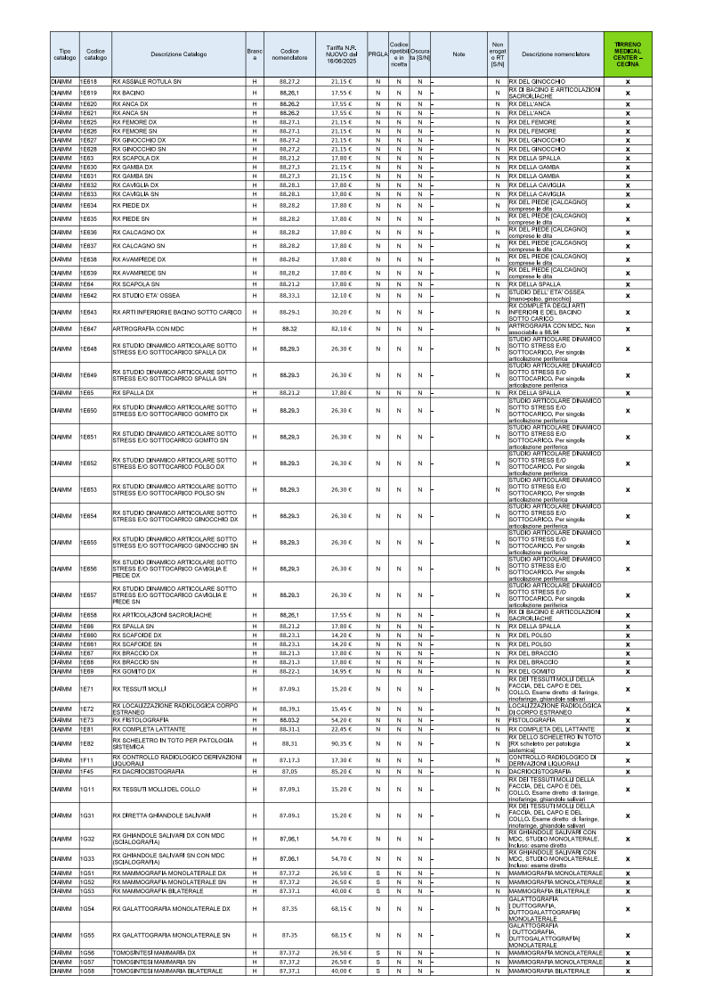 Tipo catalogo | Codice catalogo | Descrizione Catalogo | Branca | Codice nomenclatore | Tariffa N.R. NUOVO dal 16/06/2025 | PRGLA | Codice ripetibile in ricetta | Oscurata [S/N] | Note | Non erogato RT [S/N] | Descrizione nomenclatore | TIRRENO MEDICAL CENTER – CECINA
DIAIMM 1E618 RX ASSIALE ROTULA SN H 88.27.2 21,15 € N N N - N RX DEL GINOCCHIO X
DIAIMM 1E619 RX BACINO H 88.26.1 17,55 € N N N - N RX DI BACINO E ARTICOLAZIONI SACROILIACHE X
DIAIMM 1E620 RX ANCA DX H 88.26.2 17,55 € N N N - N RX DELL'ANCA X
DIAIMM 1E621 RX ANCA SN H 88.26.2 17,55 € N N N - N RX DELL'ANCA X
DIAIMM 1E625 RX FEMORE DX H 88.27.1 21,15 € N N N - N RX DEL FEMORE X
DIAIMM 1E626 RX FEMORE SN H 88.27.1 21,15 € N N N - N RX DEL FEMORE X
DIAIMM 1E627 RX GINOCCHIO DX H 88.27.2 21,15 € N N N - N RX DEL GINOCCHIO X
DIAIMM 1E628 RX GINOCCHIO SN H 88.27.2 21,15 € N N N - N RX DEL GINOCCHIO X
DIAIMM 1E63 RX SCAPOLA DX H 88.21.2 17,80 € N N N - N RX DELLA SPALLA X
DIAIMM 1E630 RX GAMBA DX H 88.27.3 21,15 € N N N - N RX DELLA GAMBA X
DIAIMM 1E631 RX GAMBA SN H 88.27.3 21,15 € N N N - N RX DELLA GAMBA X
DIAIMM 1E632 RX CAVIGLIA DX H 88.28.1 17,80 € N N N - N RX DELLA CAVIGLIA X
DIAIMM 1E633 RX CAVIGLIA SN H 88.28.1 17,80 € N N N - N RX DELLA CAVIGLIA X
DIAIMM 1E634 RX PIEDE DX H 88.28.2 17,80 € N N N - N RX DEL PIEDE [CALCAGNO] comprese le dita X
DIAIMM 1E635 RX PIEDE SN H 88.28.2 17,80 € N N N - N RX DEL PIEDE [CALCAGNO] comprese le dita X
DIAIMM 1E636 RX CALCAGNO DX H 88.28.2 17,80 € N N N - N RX DEL PIEDE [CALCAGNO] comprese le dita X
DIAIMM 1E637 RX CALCAGNO SN H 88.28.2 17,80 € N N N - N RX DEL PIEDE [CALCAGNO] comprese le dita X
DIAIMM 1E638 RX AVAMPIEDE DX H 88.28.2 17,80 € N N N - N RX DEL PIEDE [CALCAGNO] comprese le dita X
DIAIMM 1E639 RX AVAMPIEDE SN H 88.28.2 17,80 € N N N - N RX DEL PIEDE [CALCAGNO] comprese le dita X
DIAIMM 1E64 RX SCAPOLA SN H 88.21.2 17,80 € N N N - N RX DELLA SPALLA X
DIAIMM 1E642 RX STUDIO ETA' OSSEA H 88.33.1 12,10 € N N N - N STUDIO DELL' ETA' OSSEA [mano-polso, ginocchio] X
DIAIMM 1E643 RX ARTI INFERIORI E BACINO SOTTO CARICO H 88.29.1 30,20 € N N N - N RX COMPLETA DEGLI ARTI INFERIORI E DEL BACINO SOTTO CARICO X
DIAIMM 1E647 ARTROGRAFIA CON MDC H 88.32 82,10 € N N N - N ARTROGRAFIA CON MDC. Non associabile a 88.94 X
DIAIMM 1E648 RX STUDIO DINAMICO ARTICOLARE SOTTO STRESS E/O SOTTOCARICO SPALLA DX H 88.29.3 26,30 € N N N - N STUDIO ARTICOLARE DINAMICO SOTTO STRESS E/O SOTTOCARICO. Per singola articolazione periferica X
DIAIMM 1E649 RX STUDIO DINAMICO ARTICOLARE SOTTO STRESS E/O SOTTOCARICO SPALLA SN H 88.29.3 26,30 € N N N - N STUDIO ARTICOLARE DINAMICO SOTTO STRESS E/O SOTTOCARICO. Per singola articolazione periferica X
DIAIMM 1E65 RX SPALLA DX H 88.21.2 17,80 € N N N - N RX DELLA SPALLA X
DIAIMM 1E650 RX STUDIO DINAMICO ARTICOLARE SOTTO STRESS E/O SOTTOCARICO GOMITO DX H 88.29.3 26,30 € N N N - N STUDIO ARTICOLARE DINAMICO SOTTO STRESS E/O SOTTOCARICO. Per singola articolazione periferica X
DIAIMM 1E651 RX STUDIO DINAMICO ARTICOLARE SOTTO STRESS E/O SOTTOCARICO GOMITO SN H 88.29.3 26,30 € N N N - N STUDIO ARTICOLARE DINAMICO SOTTO STRESS E/O SOTTOCARICO. Per singola articolazione periferica X
DIAIMM 1E652 RX STUDIO DINAMICO ARTICOLARE SOTTO STRESS E/O SOTTOCARICO POLSO DX H 88.29.3 26,30 € N N N - N STUDIO ARTICOLARE DINAMICO SOTTO STRESS E/O SOTTOCARICO. Per singola articolazione periferica X
DIAIMM 1E653 RX STUDIO DINAMICO ARTICOLARE SOTTO STRESS E/O SOTTOCARICO POLSO SN H 88.29.3 26,30 € N N N - N STUDIO ARTICOLARE DINAMICO SOTTO STRESS E/O SOTTOCARICO. Per singola articolazione periferica X
DIAIMM 1E654 RX STUDIO DINAMICO ARTICOLARE SOTTO STRESS E/O SOTTOCARICO GINOCCHIO DX H 88.29.3 26,30 € N N N - N STUDIO ARTICOLARE DINAMICO SOTTO STRESS E/O SOTTOCARICO. Per singola articolazione periferica X
DIAIMM 1E655 RX STUDIO DINAMICO ARTICOLARE SOTTO STRESS E/O SOTTOCARICO GINOCCHIO SN H 88.29.3 26,30 € N N N - N STUDIO ARTICOLARE DINAMICO SOTTO STRESS E/O SOTTOCARICO. Per singola articolazione periferica X
DIAIMM 1E656 RX STUDIO DINAMICO ARTICOLARE SOTTO STRESS E/O SOTTOCARICO CAVIGLIA E PIEDE DX H 88.29.3 26,30 € N N N - N STUDIO ARTICOLARE DINAMICO SOTTO STRESS E/O SOTTOCARICO. Per singola articolazione periferica X
DIAIMM 1E657 RX STUDIO DINAMICO ARTICOLARE SOTTO STRESS E/O SOTTOCARICO CAVIGLIA E PIEDE SN H 88.29.3 26,30 € N N N - N STUDIO ARTICOLARE DINAMICO SOTTO STRESS E/O SOTTOCARICO. Per singola articolazione periferica X
DIAIMM 1E658 RX ARTICOLAZIONI SACROILIACHE H 88.26.1 17,55 € N N N - N RX DI BACINO E ARTICOLAZIONI SACROILIACHE X
DIAIMM 1E66 RX SPALLA SN H 88.21.2 17,80 € N N N - N RX DELLA SPALLA X
DIAIMM 1E660 RX SCAFOIDE DX H 88.23.1 14,20 € N N N - N RX DEL POLSO X
DIAIMM 1E661 RX SCAFOIDE SN H 88.23.1 14,20 € N N N - N RX DEL POLSO X
DIAIMM 1E67 RX BRACCIO DX H 88.21.3 17,80 € N N N - N RX DEL BRACCIO X
DIAIMM 1E68 RX BRACCIO SN H 88.21.3 17,80 € N N N - N RX DEL BRACCIO X
DIAIMM 1E69 RX GOMITO DX H 88.22.1 14,95 € N N N - N RX DEL GOMITO X
DIAIMM 1E71 RX TESSUTI MOLLI H 87.09.1 15,20 € N N N - N RX DEI TESSUTI MOLLI DELLA FACCIA, DEL CAPO E DEL COLLO. Esame diretto di: laringe, rinofaringe, ghiandole salivari X
DIAIMM 1E72 RX LOCALIZZAZIONE RADIOLOGICA CORPO ESTRANEO H 88.39.1 15,45 € N N N - N LOCALIZZAZIONE RADIOLOGICA DI CORPO ESTRANEO X
DIAIMM 1E73 RX FISTOLOGRAFIA H 88.03.2 54,20 € N N N - N FISTOLOGRAFIA X
DIAIMM 1E81 RX COMPLETA LATTANTE H 88.31.1 22,45 € N N N - N RX COMPLETA DEL LATTANTE X
DIAIMM 1E82 RX SCHELETRO IN TOTO PER PATOLOGIA SISTEMICA H 88.31 90,35 € N N N - N RX DELLO SCHELETRO IN TOTO [RX scheletro per patologia sistemica] X
DIAIMM 1F11 RX CONTROLLO RADIOLOGICO DERIVAZIONI LIQUORALI H 87.17.3 17,30 € N N N - N CONTROLLO RADIOLOGICO DI DERIVAZIONI LIQUORALI X
DIAIMM 1F45 RX DACRIOCISTOGRAFIA H 87.05 85,20 € N N N - N DACRIOCISTOGRAFIA X
DIAIMM 1G11 RX TESSUTI MOLLI DEL COLLO H 87.09.1 15,20 € N N N - N RX DEI TESSUTI MOLLI DELLA FACCIA, DEL CAPO E DEL COLLO. Esame diretto di: laringe, rinofaringe, ghiandole salivari X
DIAIMM 1G31 RX DIRETTA GHIANDOLE SALIVARI H 87.09.1 15,20 € N N N - N RX DEI TESSUTI MOLLI DELLA FACCIA, DEL CAPO E DEL COLLO. Esame diretto di: laringe, rinofaringe, ghiandole salivari X
DIAIMM 1G32 RX GHIANDOLE SALIVARI DX CON MDC (SCIALOGRAFIA) H 87.06.1 54,70 € N N N - N RX GHIANDOLE SALIVARI CON MDC, STUDIO MONOLATERALE. Incluso: esame diretto X
DIAIMM 1G33 RX GHIANDOLE SALIVARI SN CON MDC (SCIALOGRAFIA) H 87.06.1 54,70 € N N N - N RX GHIANDOLE SALIVARI CON MDC, STUDIO MONOLATERALE. Incluso: esame diretto X
DIAIMM 1G51 RX MAMMOGRAFIA MONOLATERALE DX H 87.37.2 26,50 € S N N - N MAMMOGRAFIA MONOLATERALE X
DIAIMM 1G52 RX MAMMOGRAFIA MONOLATERALE SN H 87.37.2 26,50 € S N N - N MAMMOGRAFIA MONOLATERALE X
DIAIMM 1G53 RX MAMMOGRAFIA BILATERALE H 87.37.1 40,00 € S N N - N MAMMOGRAFIA BILATERALE X
DIAIMM 1G54 RX GALATTOGRAFIA MONOLATERALE DX H 87.35 68,15 € N N N - N GALATTOGRAFIA [ DUTTOGRAFIA, DUTTOGALATTOGRAFIA] MONOLATERALE X
DIAIMM 1G55 RX GALATTOGRAFIA MONOLATERALE SN H 87.35 68,15 € N N N - N GALATTOGRAFIA [ DUTTOGRAFIA, DUTTOGALATTOGRAFIA] MONOLATERALE X
DIAIMM 1G56 TOMOSINTESI MAMMARIA DX H 87.37.2 26,50 € S N N - N MAMMOGRAFIA MONOLATERALE X
DIAIMM 1G57 TOMOSINTESI MAMMARIA SN H 87.37.2 26,50 € S N N - N MAMMOGRAFIA MONOLATERALE X
DIAIMM 1G58 TOMOSINTESI MAMMARIA BILATERALE H 87.37.1 40,00 € S N N - N MAMMOGRAFIA BILATERALE X